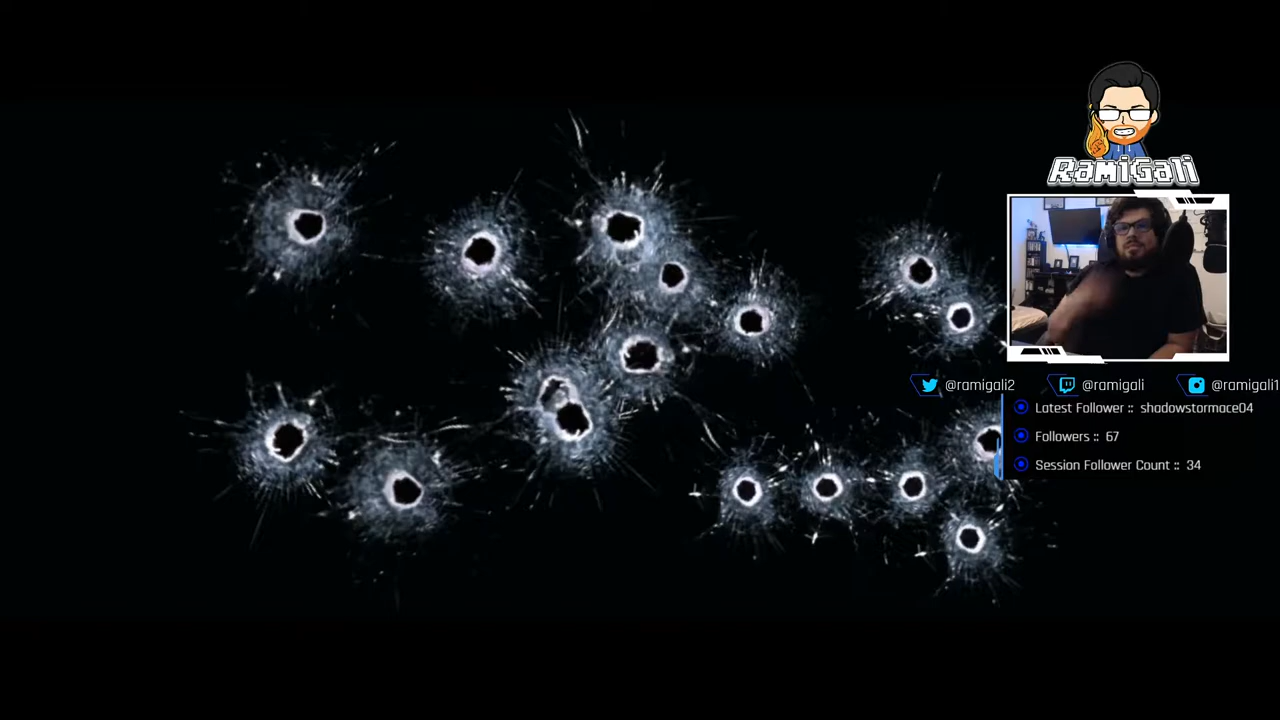 RamiGali
@ramigali2 @ramigali @ramigali1
Latest Follower :: shadowstormace04
Followers :: 67
Session Follower Count :: 34